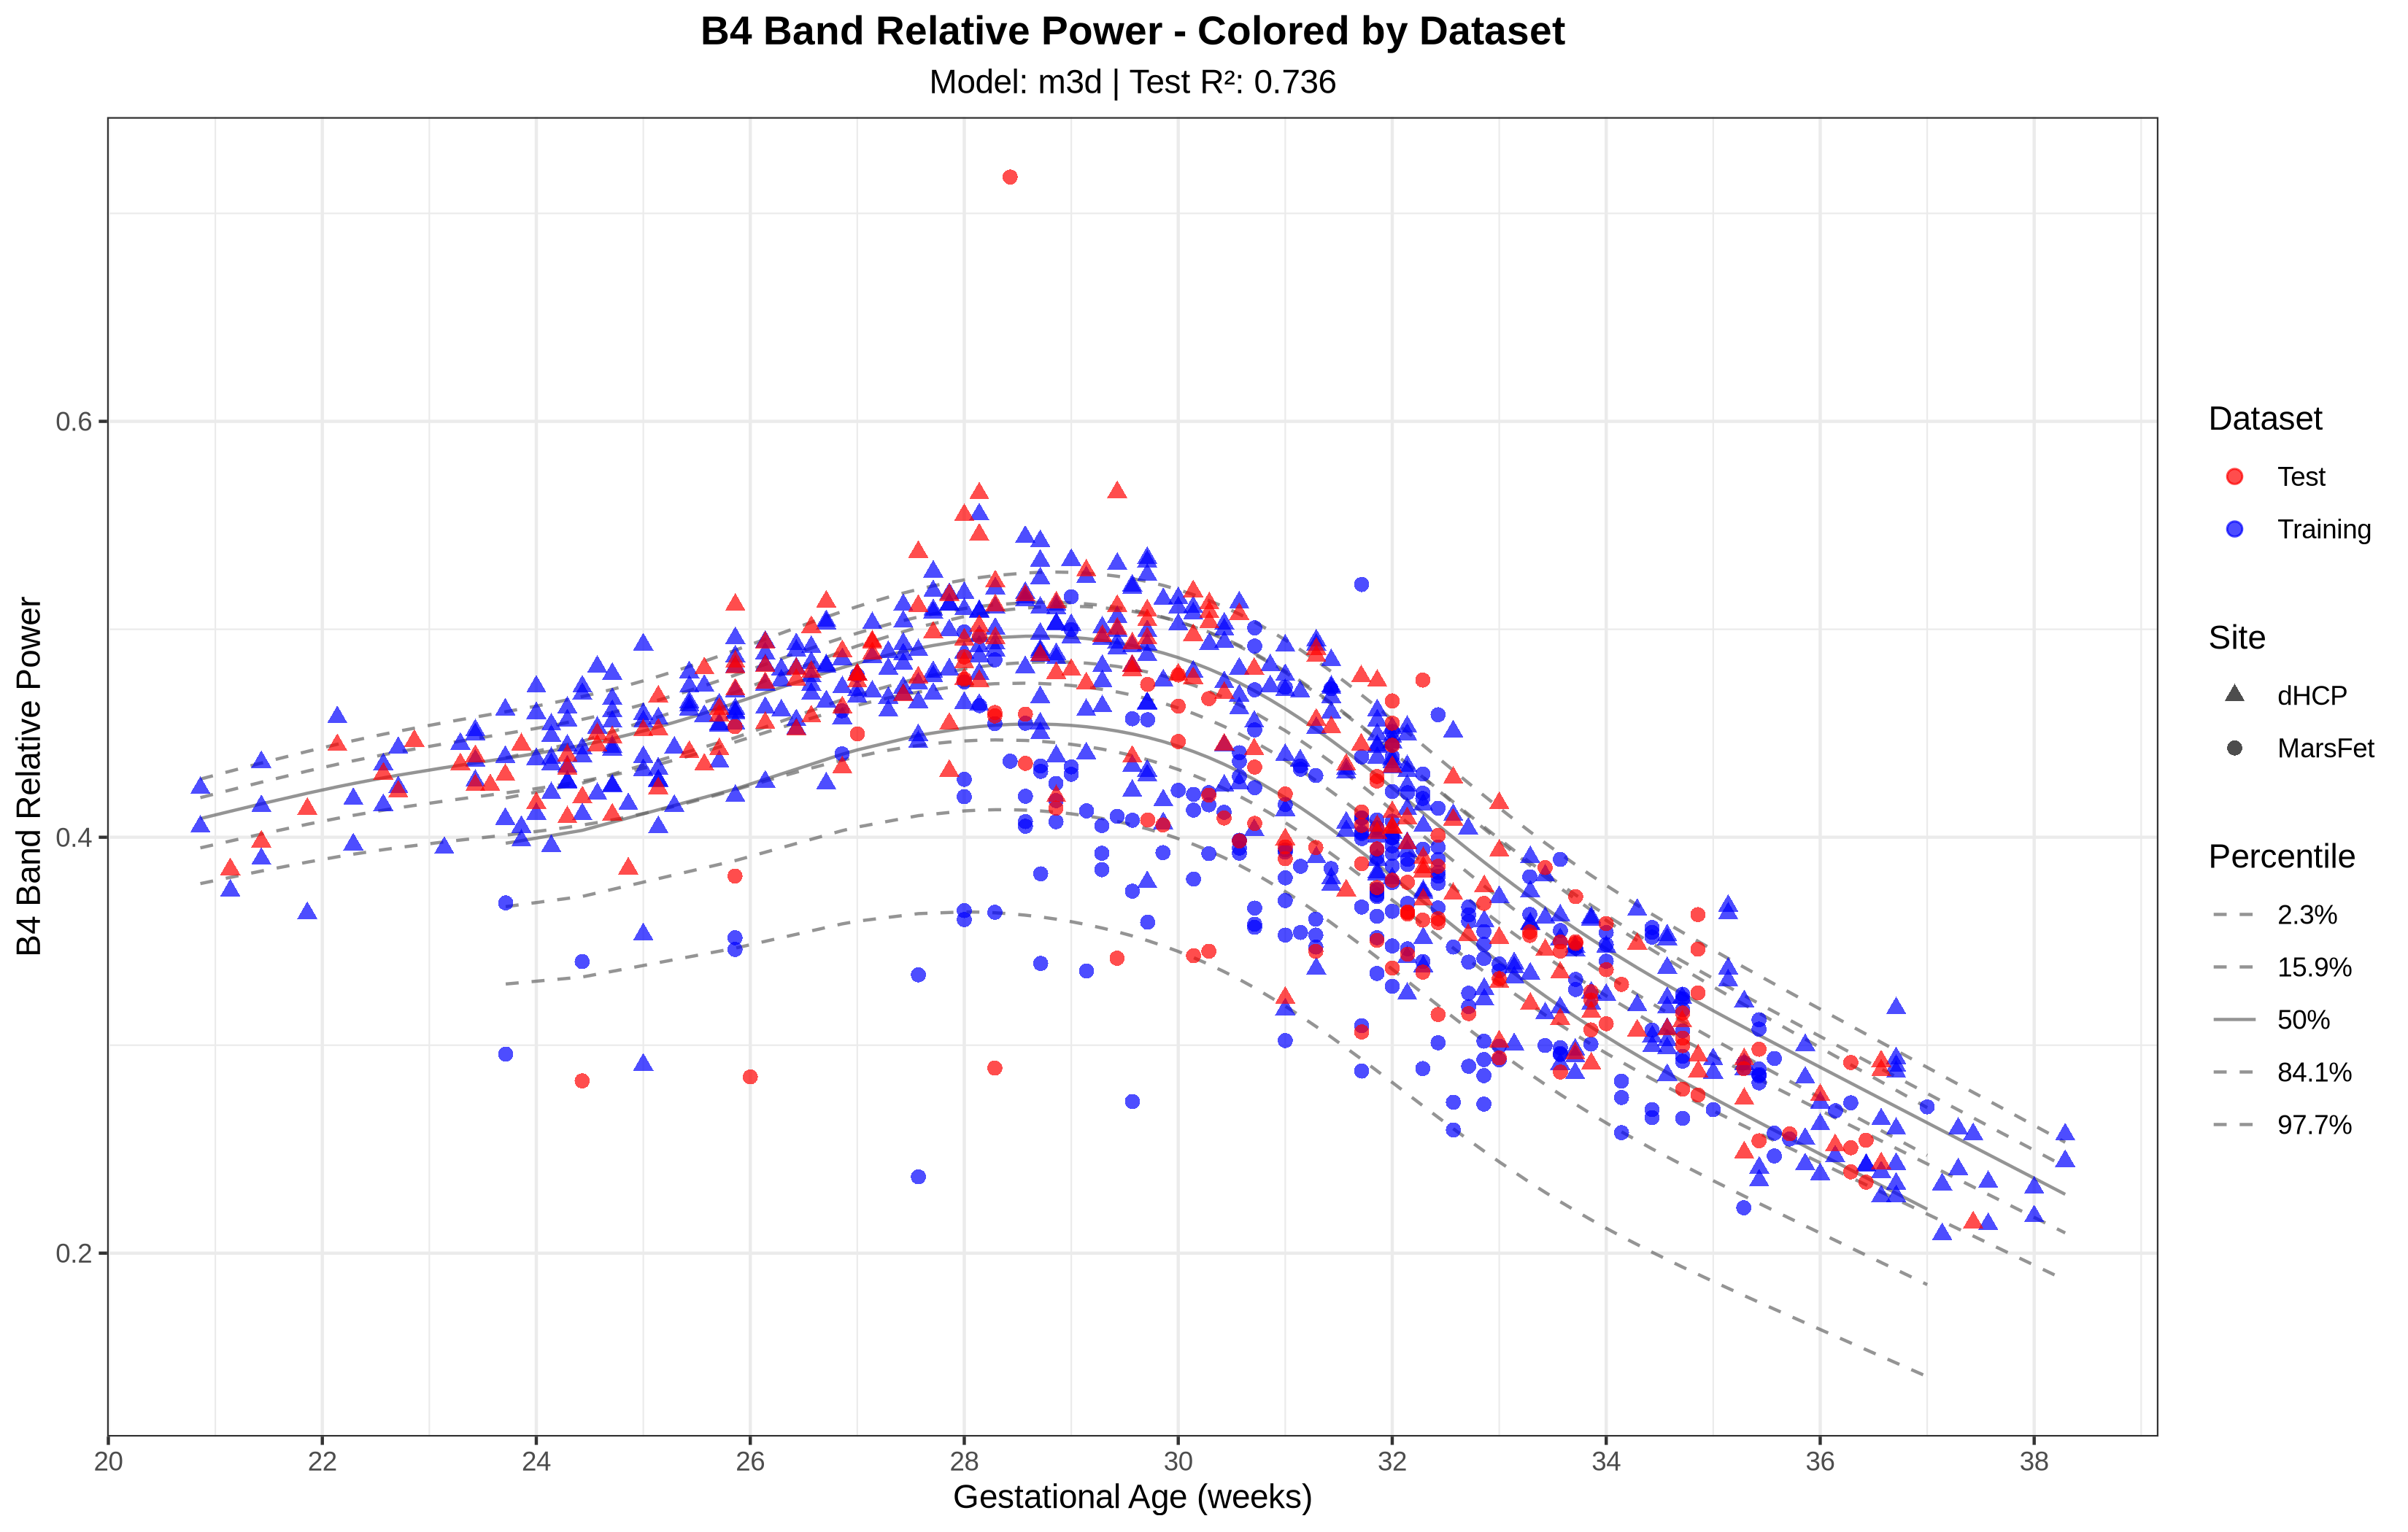 B4 Band Relative Power - Colored by Dataset
Model: m3d | Test R²: 0.736
B4 Band Relative Power
0.6
0.4
0.2
20 22 24 26 28 30 32 34 36 38
Gestational Age (weeks)
Dataset
Test
Training
Site
dHCP
MarsFet
Percentile
2.3%
15.9%
50%
84.1%
97.7%